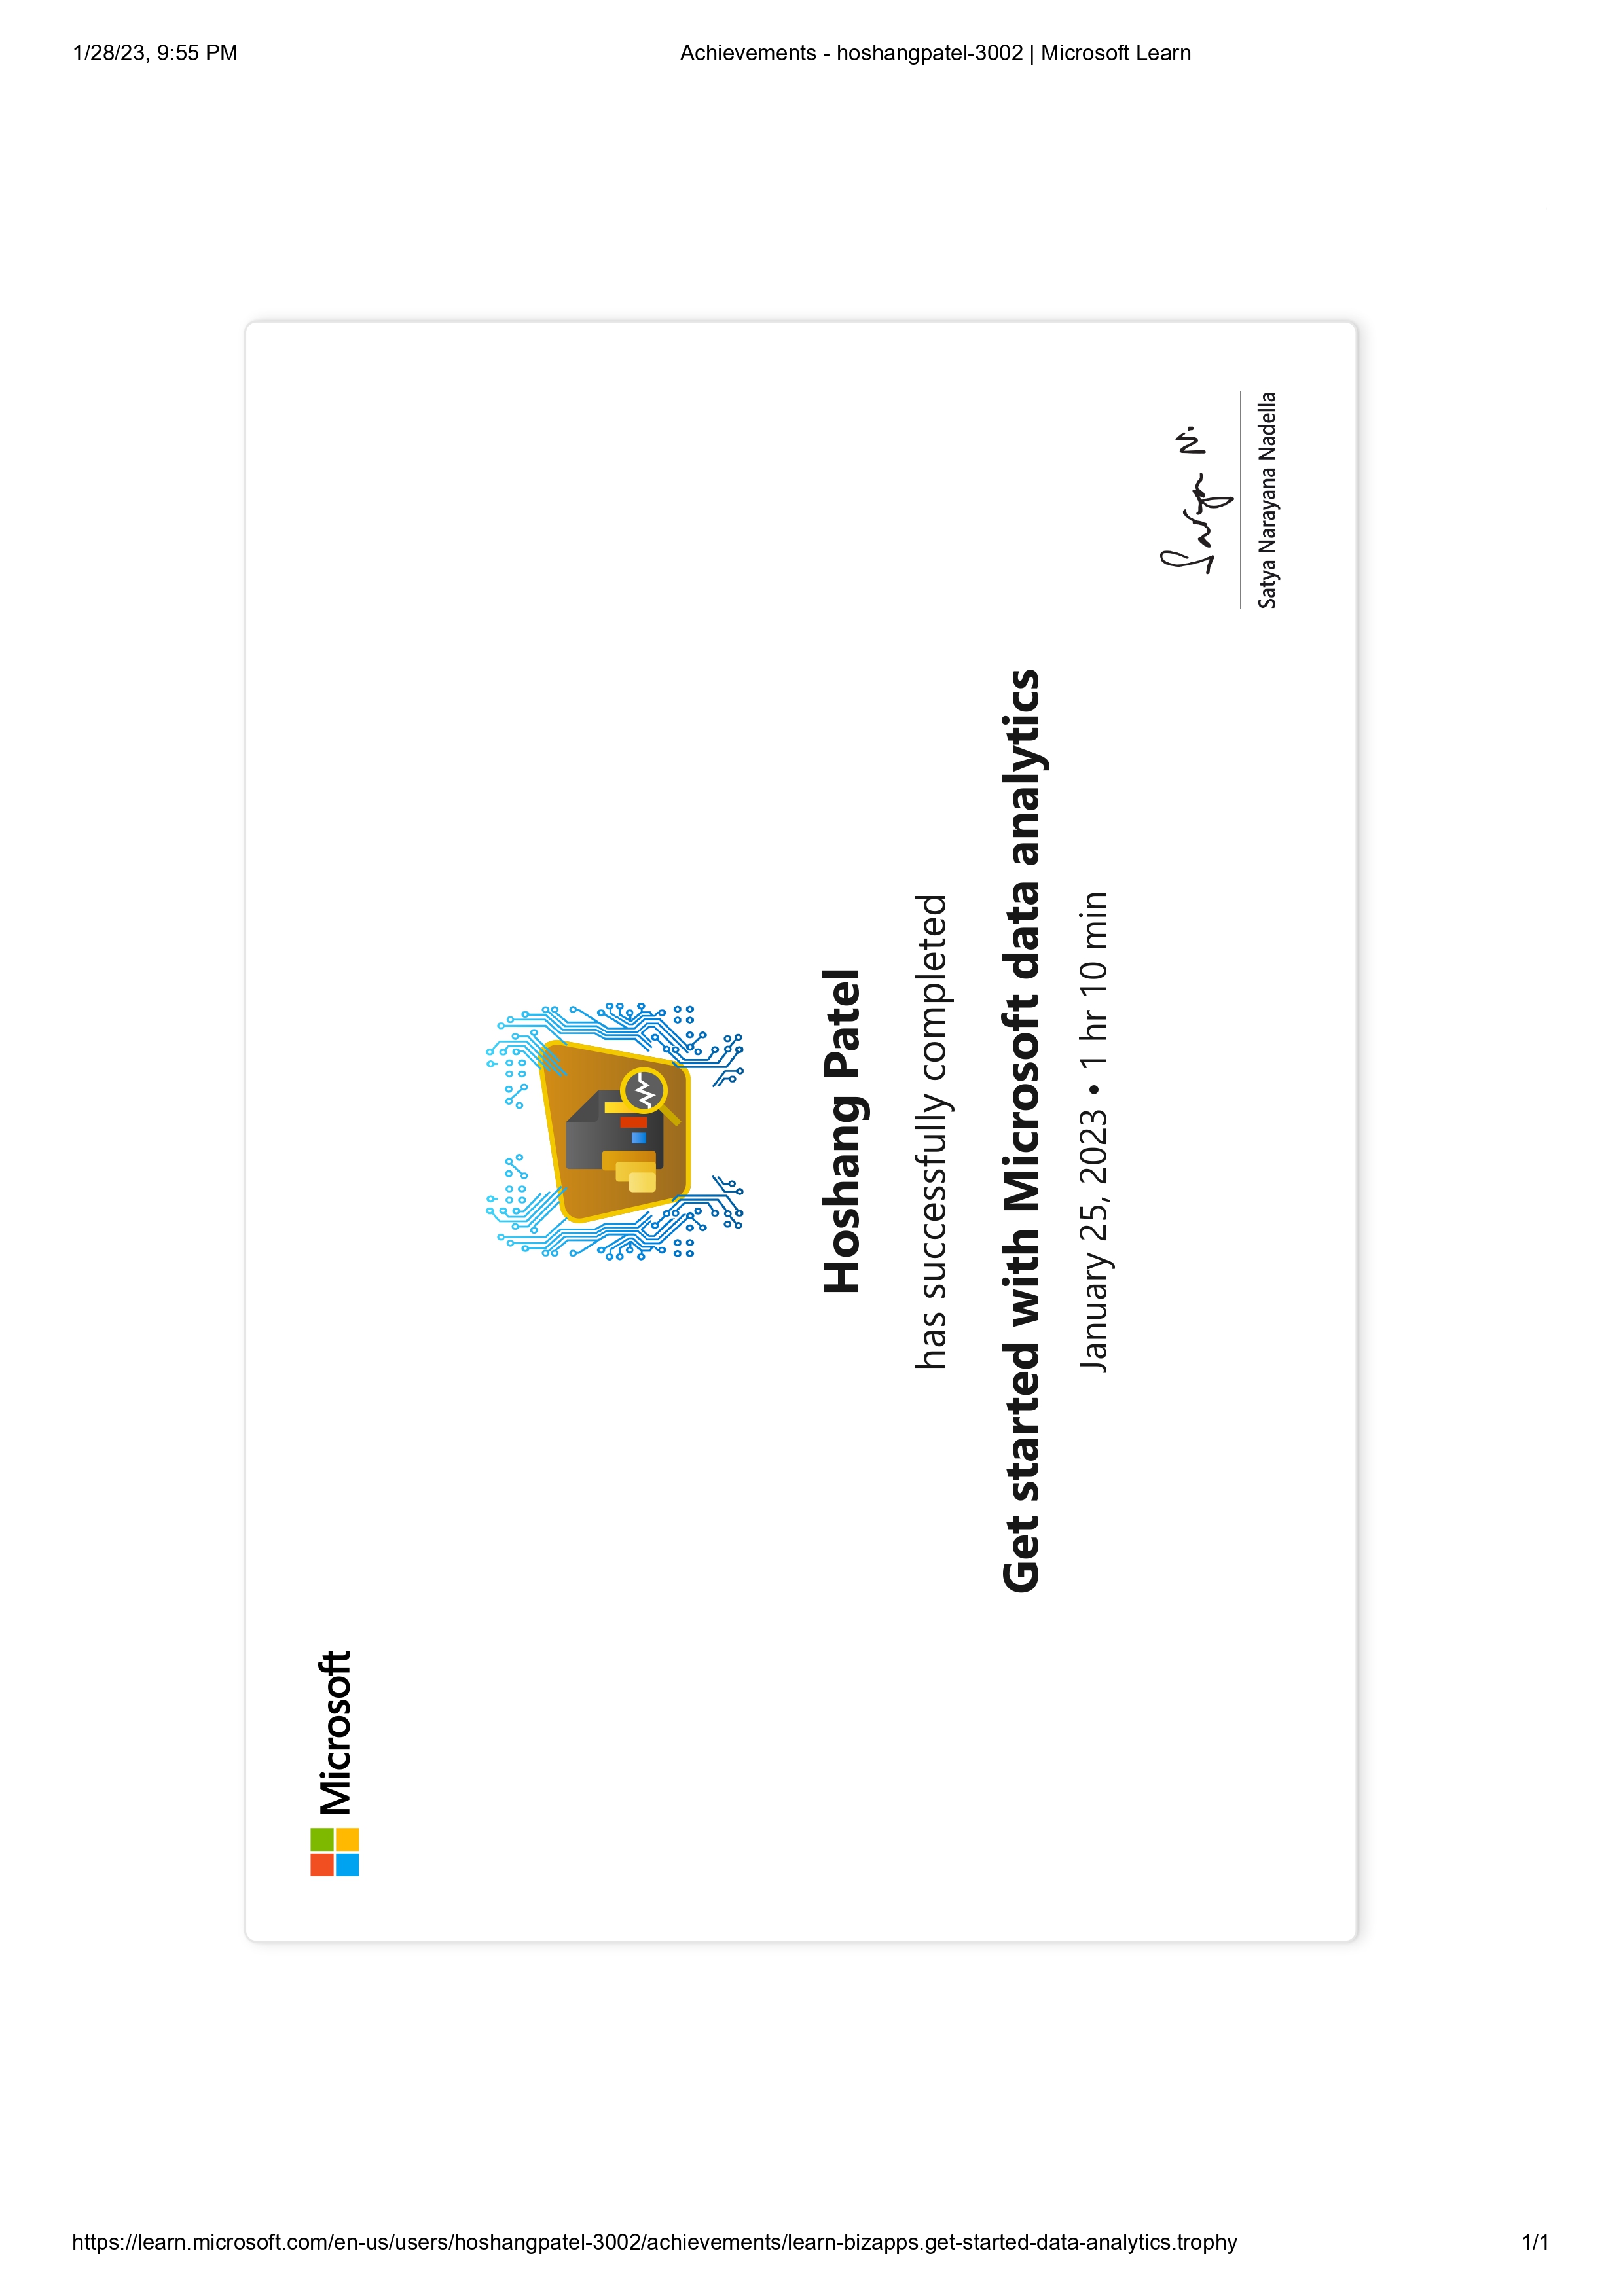 1/28/23, 9:55 PM
Achievements - hoshangpatel-3002 | Microsoft Learn
Microsoft
Hoshang Patel
has successfully completed
Get started with Microsoft data analytics
January 25, 2023 • 1 hr 10 min
Satya N.
Satya Narayana Nadella
https://learn.microsoft.com/en-us/users/hoshangpatel-3002/achievements/learn-bizapps.get-started-data-analytics.trophy
1/1